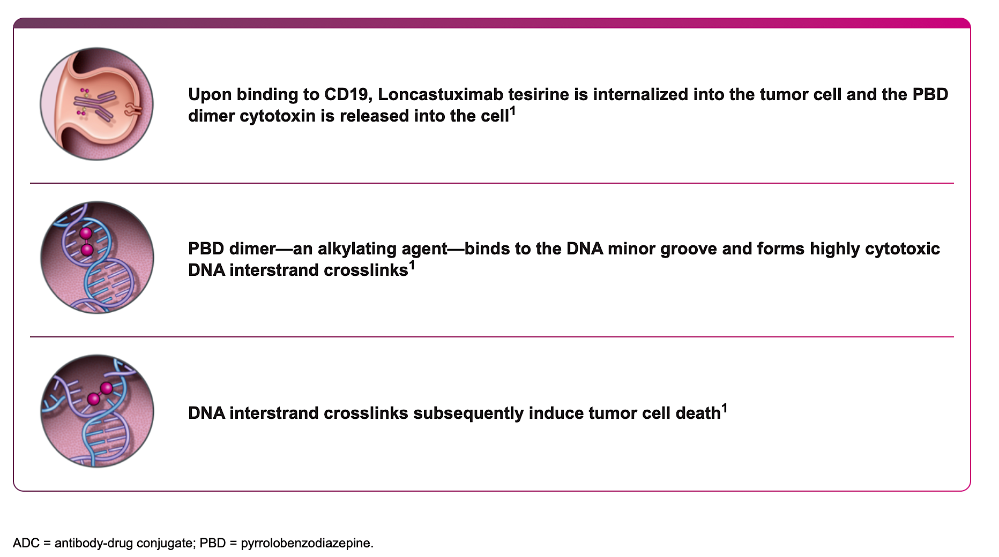 Upon binding to CD19, Loncastuximab tesirine is internalized into the tumor cell and the PBD
dimer cytotoxin is released into the cell¹
PBD dimer—an alkylating agent—binds to the DNA minor groove and forms highly cytotoxic
DNA interstrand crosslinks¹
DNA interstrand crosslinks subsequently induce tumor cell death¹
ADC = antibody-drug conjugate; PBD = pyrrolobenzodiazepine.